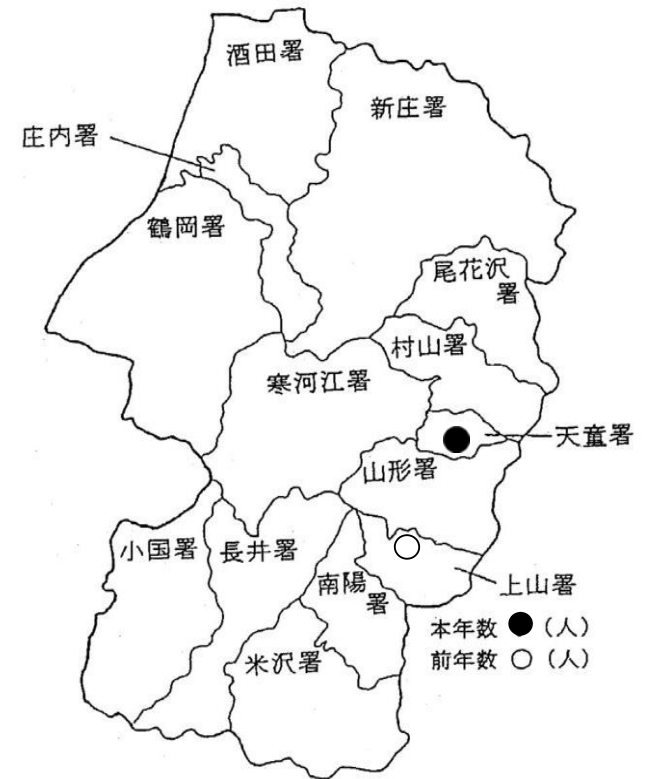 酒田署
新庄署
庄内署
鶴岡署
尾花沢
署
村山署
寒河江署
天童署
山形署
小国署
長井署
南陽
署
上山署
米沢署
本年数 ●（人）
前年数 ○（人）